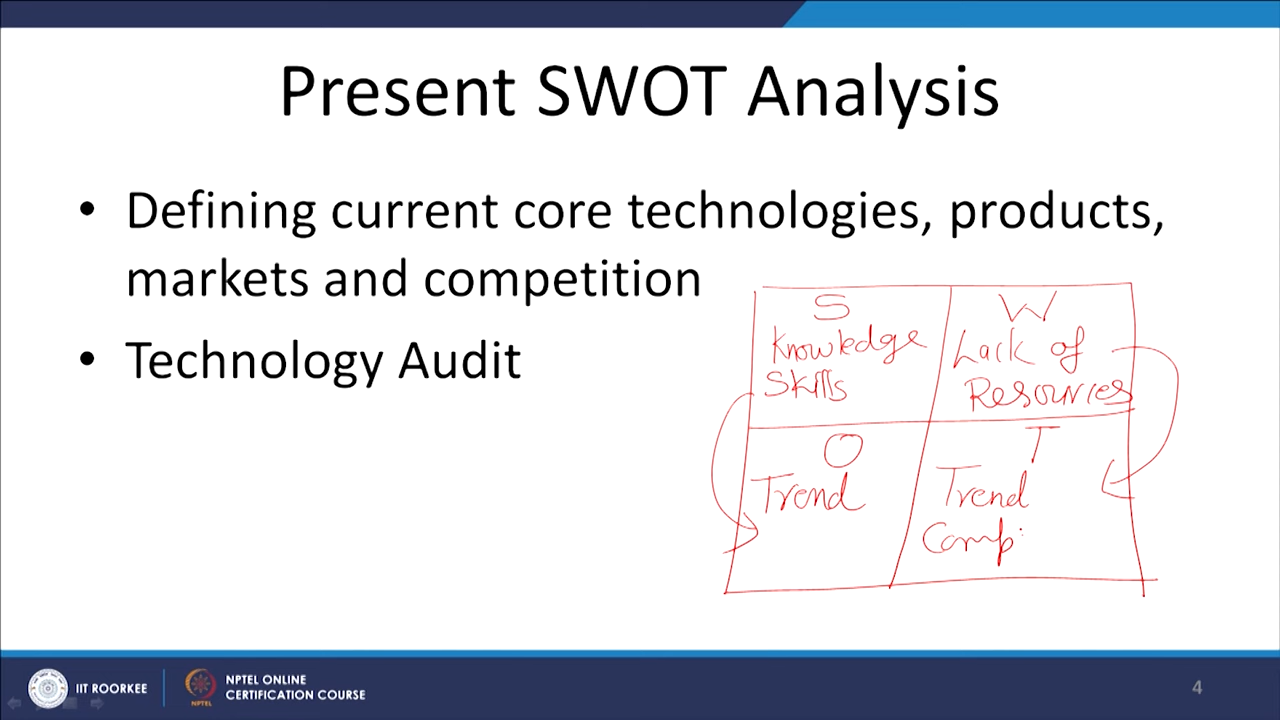 Present SWOT Analysis
• Defining current core technologies, products,
markets and competition
• Technology Audit
S
Knowledge
Skills
W
Lack of
Resources
O
Trend
T
Trend
Comp
IIT ROORKEE
NPTEL
NPTEL ONLINE
CERTIFICATION COURSE
4